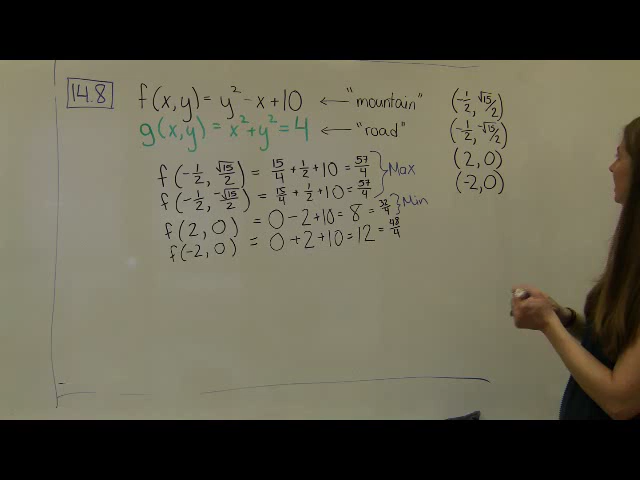 14.8
f(x,y) = y² - x + 10 ← "mountain"
g(x,y) = x² + y² = 4 ← "road"
f(-1/2, √15/2) = 15/4 + 1/2 + 10 = 57/4
f(-1/2, -√15/2) = 15/4 + 1/2 + 10 = 57/4 } Max
f(2, 0) = 0 - 2 + 10 = 8 = 32/4 } Min
f(-2, 0) = 0 + 2 + 10 = 12 = 48/4
(-1/2, √15/2)
(-1/2, -√15/2)
(2, 0)
(-2, 0)